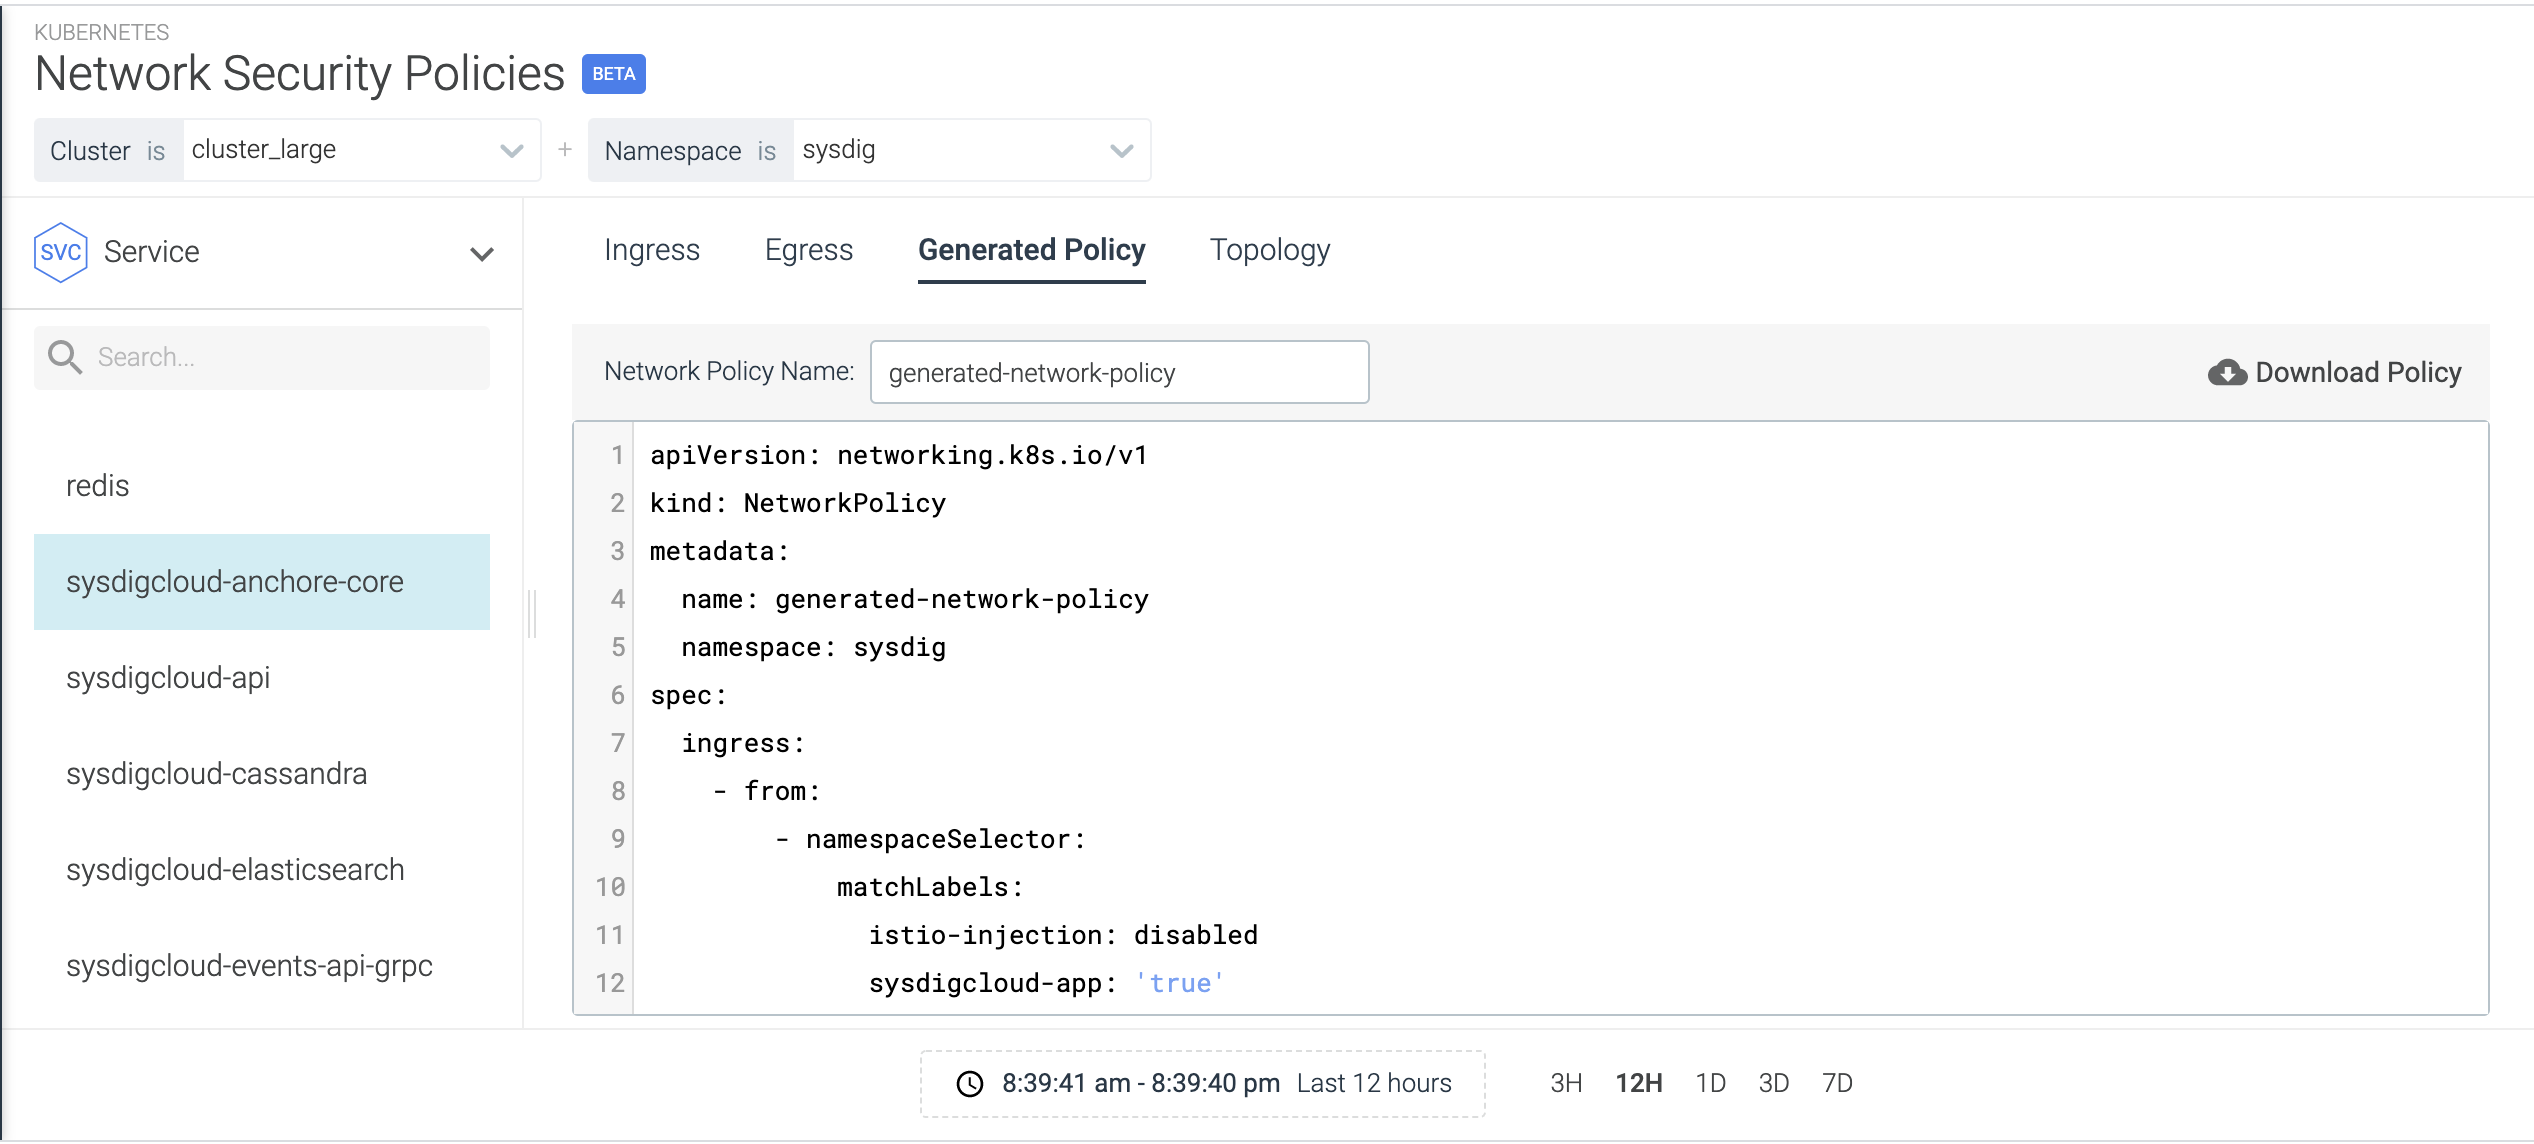 KUBERNETES
Network Security Policies BETA
Cluster is cluster_large + Namespace is sysdig
SVC Service
Search...
redis
sysdigcloud-anchore-core
sysdigcloud-api
sysdigcloud-cassandra
sysdigcloud-elasticsearch
sysdigcloud-events-api-grpc
Ingress Egress Generated Policy Topology
Network Policy Name: generated-network-policy Download Policy
1 apiVersion: networking.k8s.io/v1
2 kind: NetworkPolicy
3 metadata:
4   name: generated-network-policy
5   namespace: sysdig
6 spec:
7   ingress:
8     - from:
9         - namespaceSelector:
10             matchLabels:
11               istio-injection: disabled
12               sysdigcloud-app: 'true'
8:39:41 am - 8:39:40 pm Last 12 hours 3H 12H 1D 3D 7D